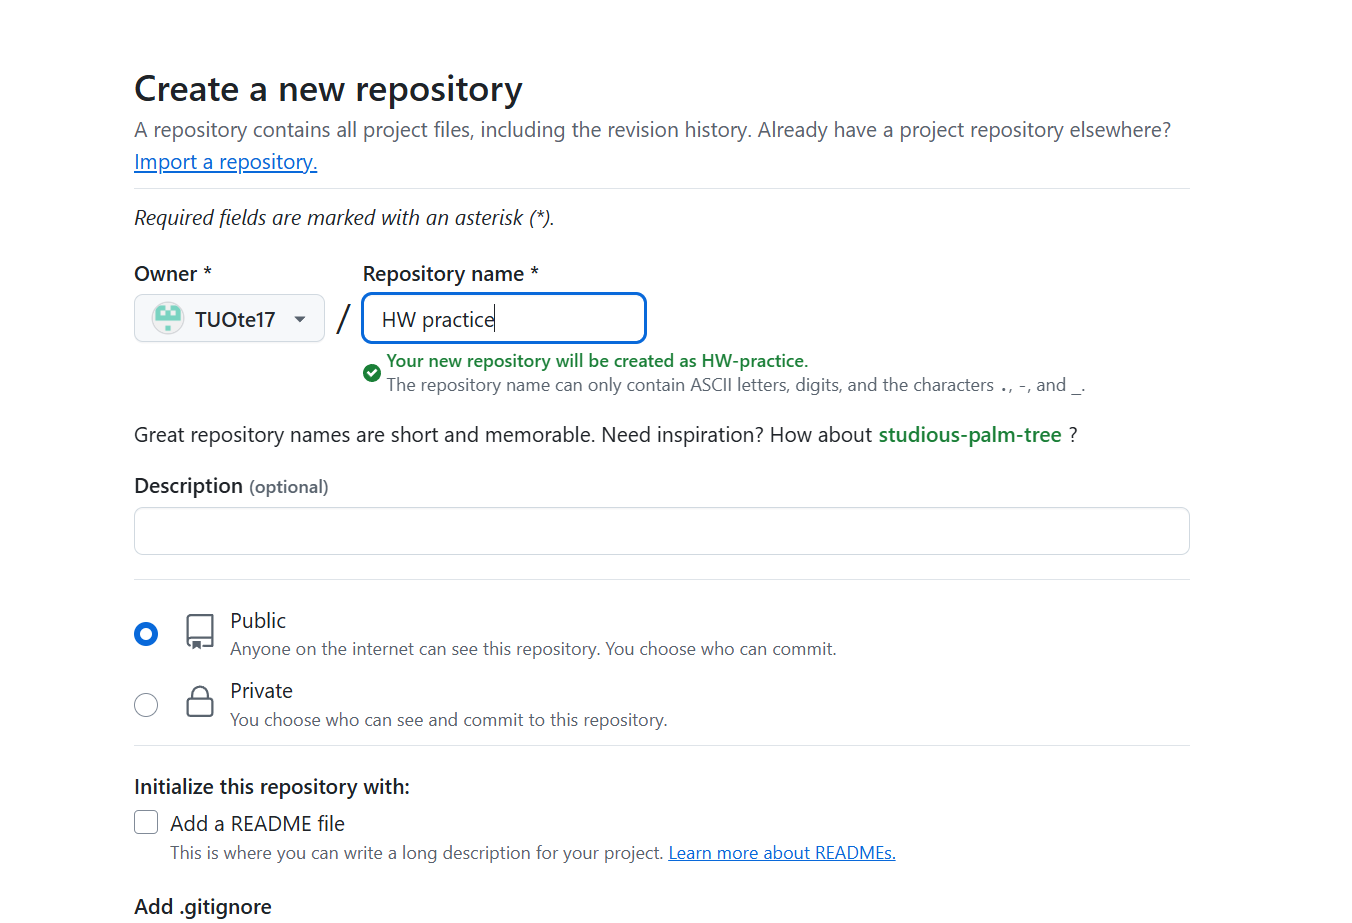 Create a new repository
A repository contains all project files, including the revision history. Already have a project repository elsewhere?
Import a repository.
Required fields are marked with an asterisk (*).
Owner *
Repository name *
TUOte17
/
HW practice
Your new repository will be created as HW-practice.
The repository name can only contain ASCII letters, digits, and the characters ., -, and _.
Great repository names are short and memorable. Need inspiration? How about studious-palm-tree ?
Description (optional)
Public
Anyone on the internet can see this repository. You choose who can commit.
Private
You choose who can see and commit to this repository.
Initialize this repository with:
Add a README file
This is where you can write a long description for your project. Learn more about READMEs.
Add .gitignore